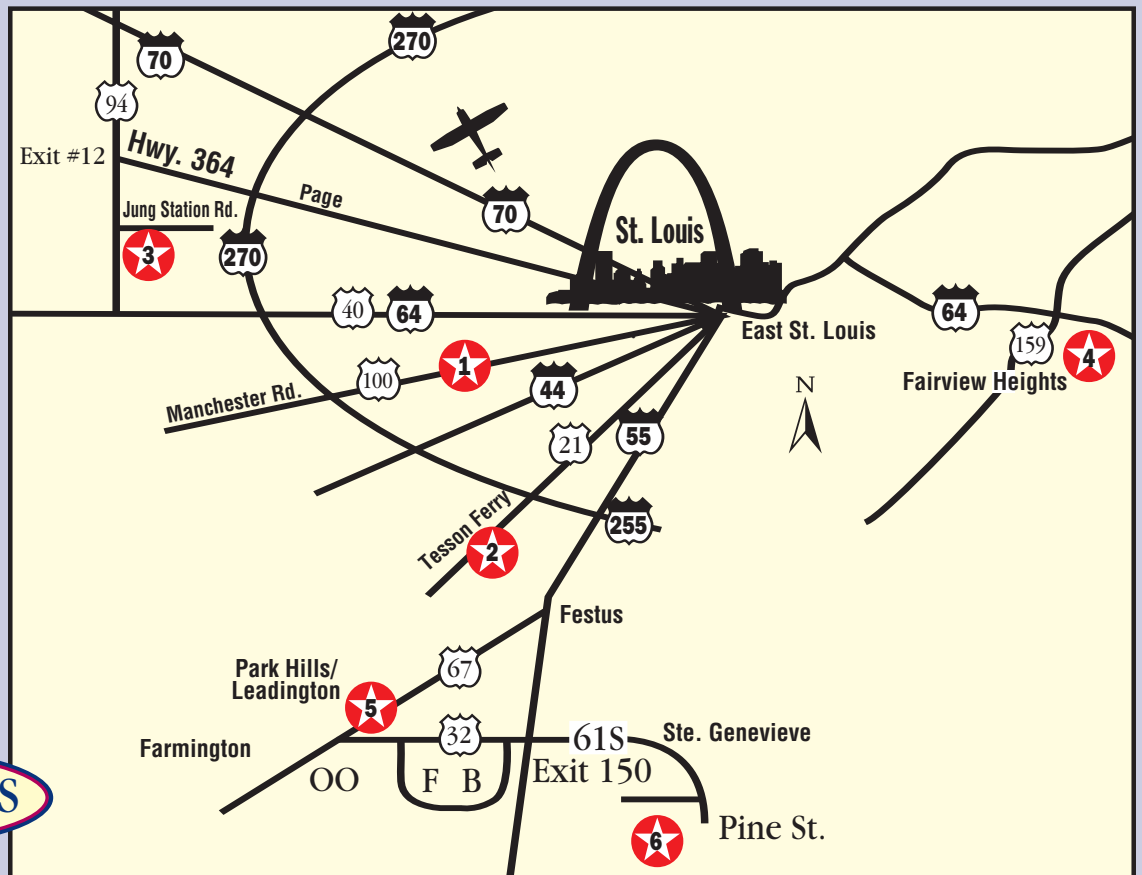 270
70
94
Exit #12
Hwy. 364
Page
70
Jung Station Rd.
St. Louis
3
270
40
64
64
East St. Louis
159
4
1
100
Fairview Heights
Manchester Rd.
44
N
21
55
Tesson Ferry
255
2
Festus
67
Park Hills/
Leadington
5
32
61S
Ste. Genevieve
Farmington
OO
F B
Exit 150
S
6
Pine St.